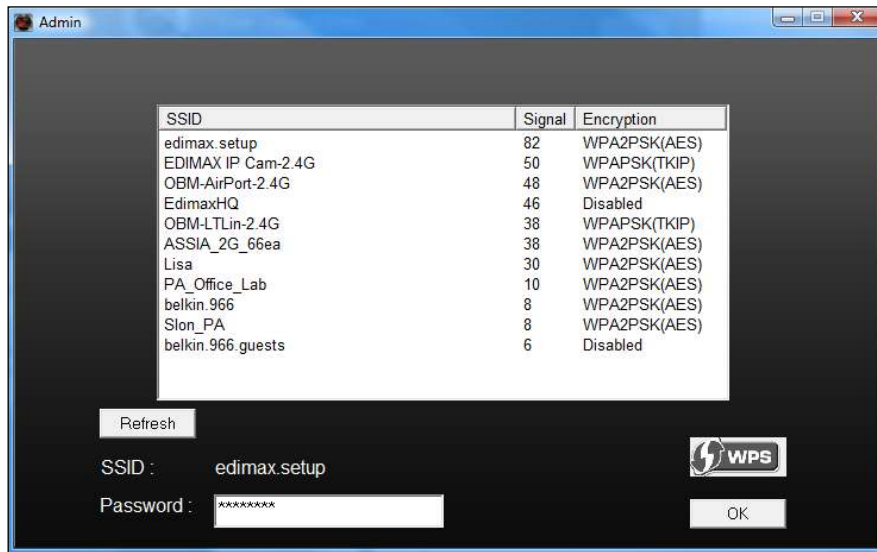 Admin
SSID Signal Encryption
edimax.setup 82 WPA2PSK(AES)
EDIMAX IP Cam-2.4G 50 WPAPSK(TKIP)
OBM-AirPort-2.4G 48 WPA2PSK(AES)
EdimaxHQ 46 Disabled
OBM-LTLin-2.4G 38 WPAPSK(TKIP)
ASSIA_2G_66ea 38 WPA2PSK(AES)
Lisa 30 WPA2PSK(AES)
PA_Office_Lab 10 WPA2PSK(AES)
belkin.966 8 WPA2PSK(AES)
Slon_PA 8 WPA2PSK(AES)
belkin.966.guests 6 Disabled
Refresh
SSID : edimax.setup
WPS
Password : ********
OK